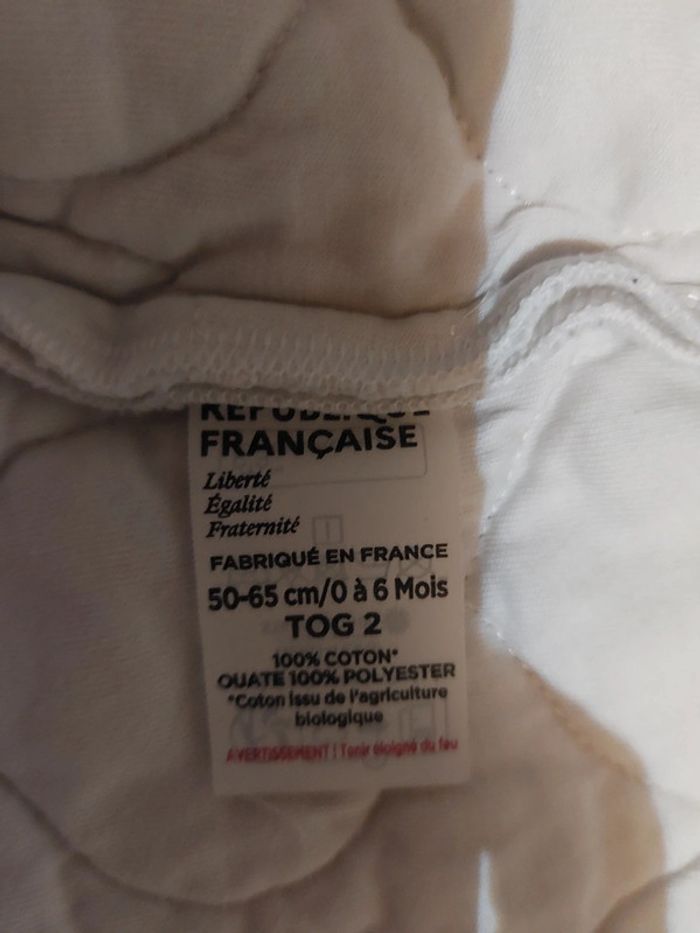 RÉPUBLIQUE
FRANÇAISE
Liberté
Égalité
Fraternité
FABRIQUÉ EN FRANCE
50-65 cm/0 à 6 Mois
TOG 2
100% COTON*
OUATE 100% POLYESTER
*Coton issu de l'agriculture
biologique
AVERTISSEMENT ! Tenir éloigné du feu